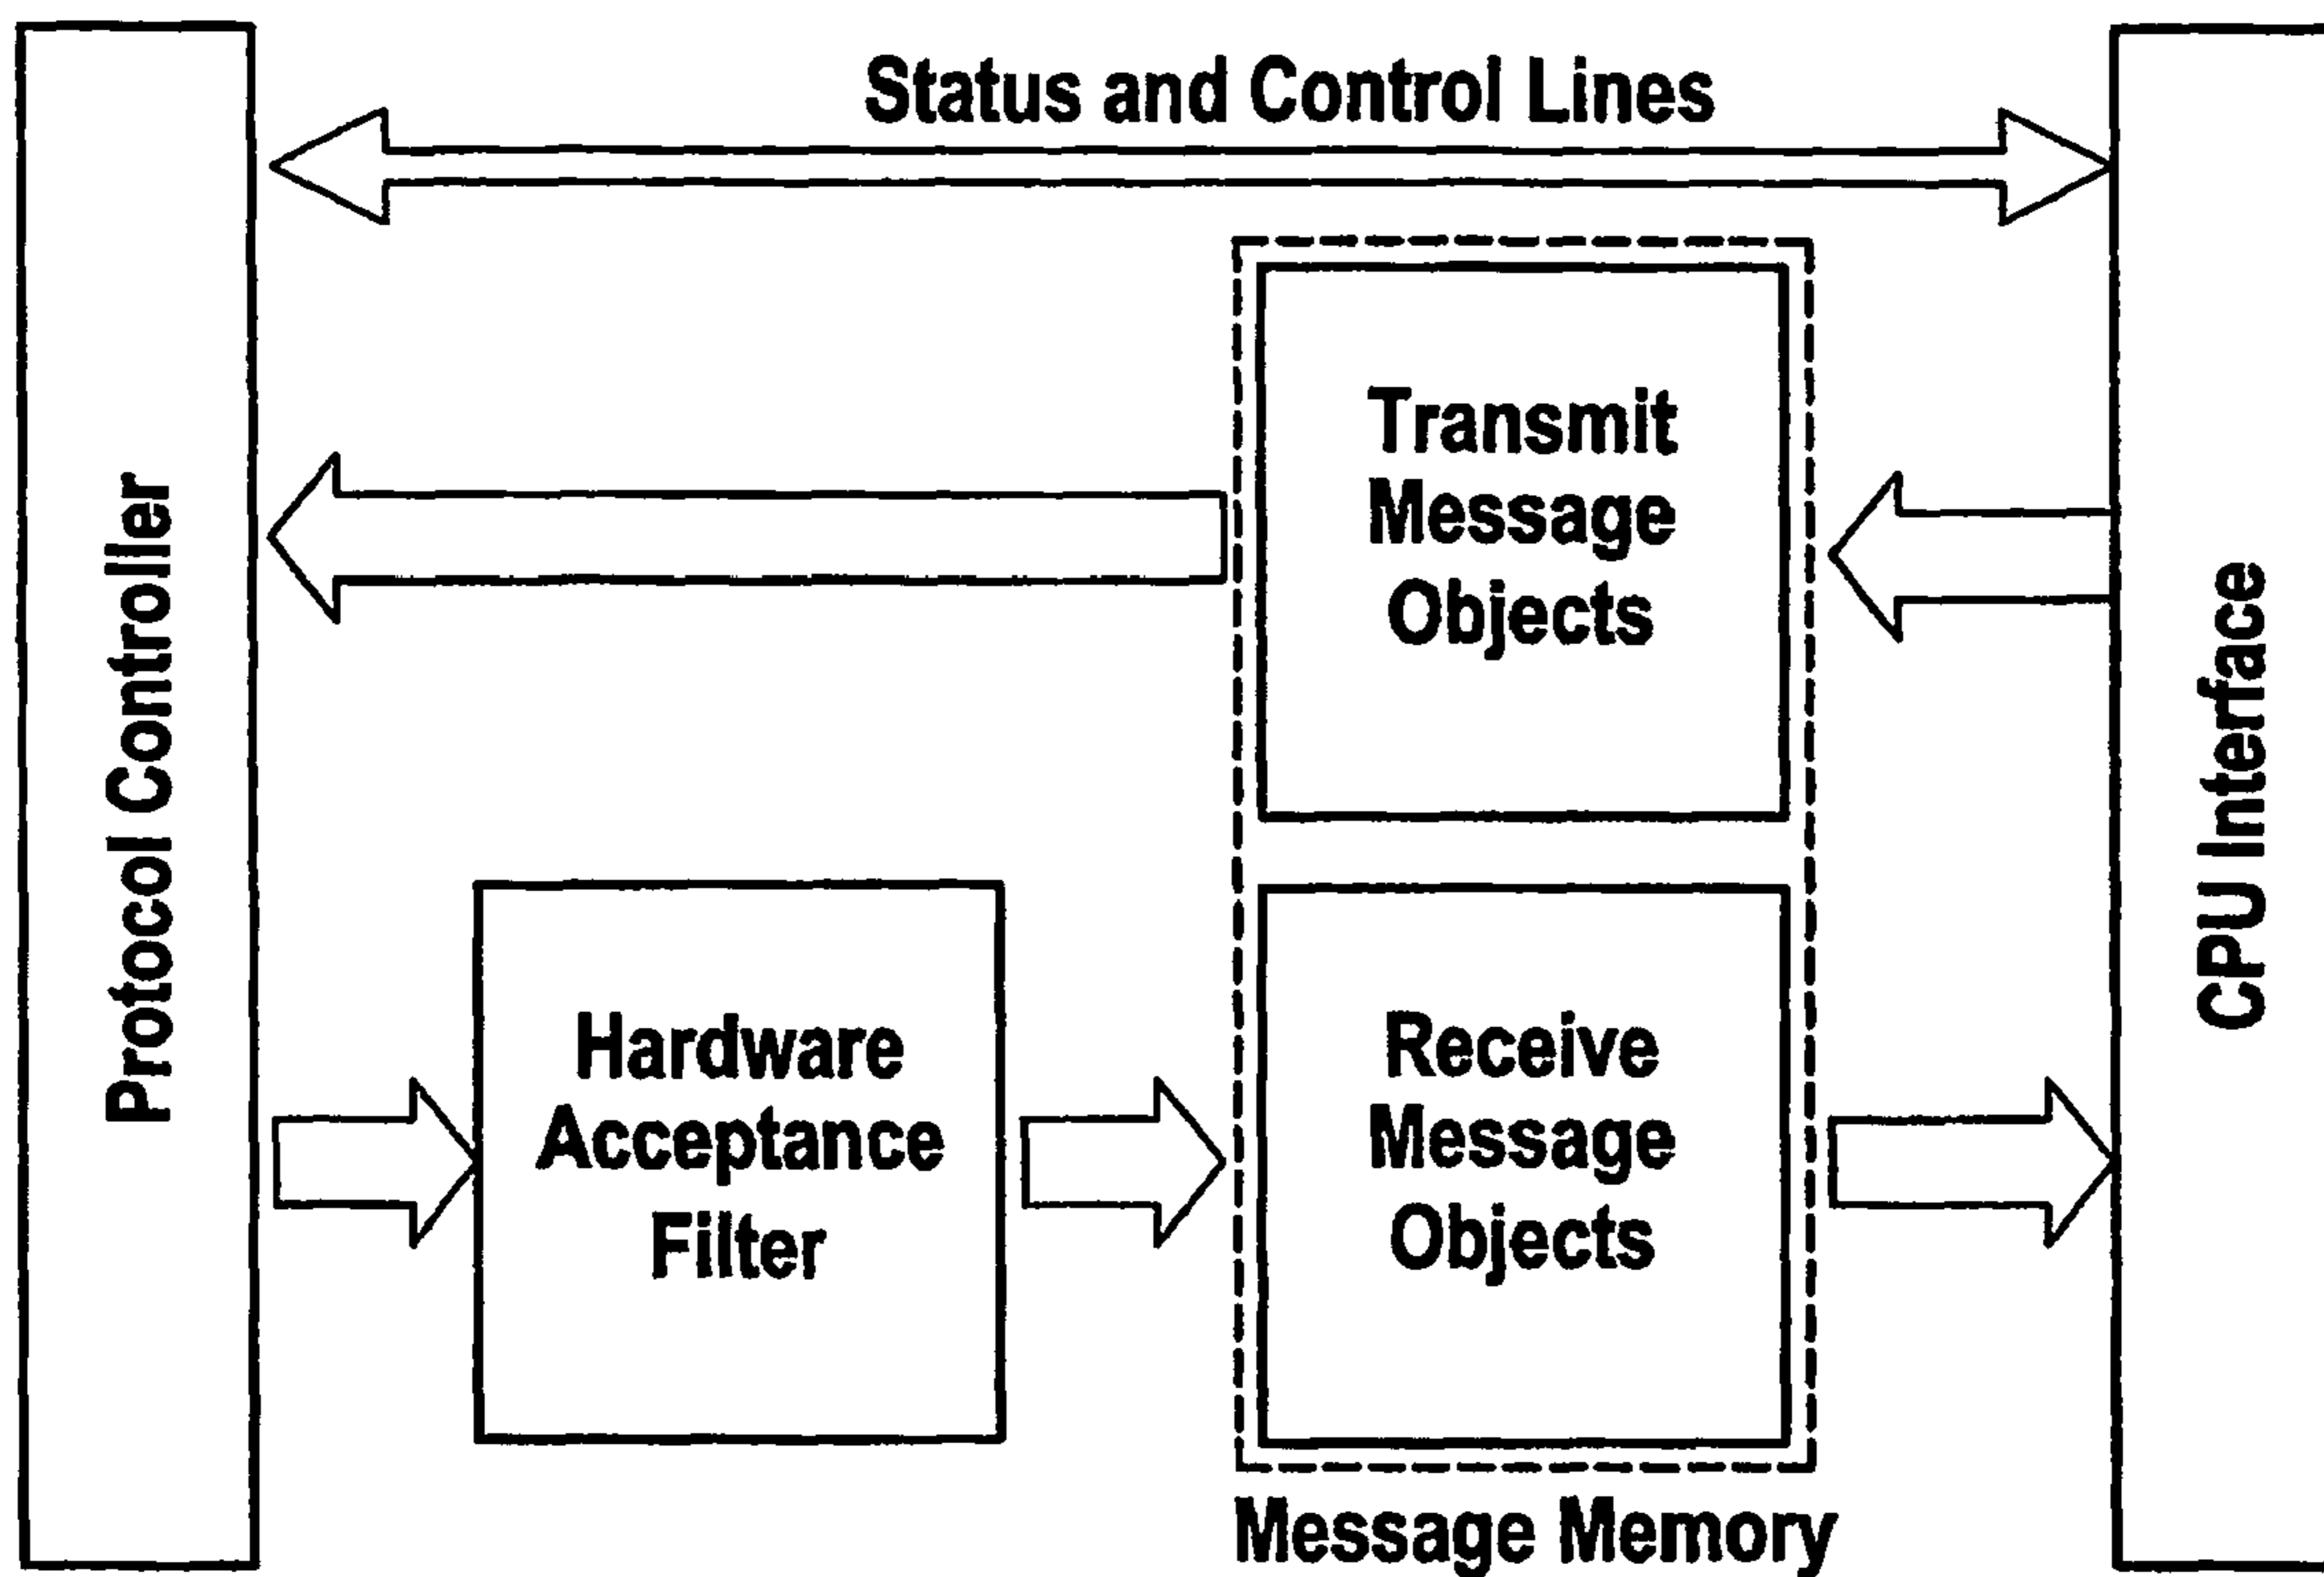 Status and Control Lines
Protocol Controller
Transmit
Message
Objects
CPU Interface
Hardware
Acceptance
Filter
Receive
Message
Objects
Message Memory